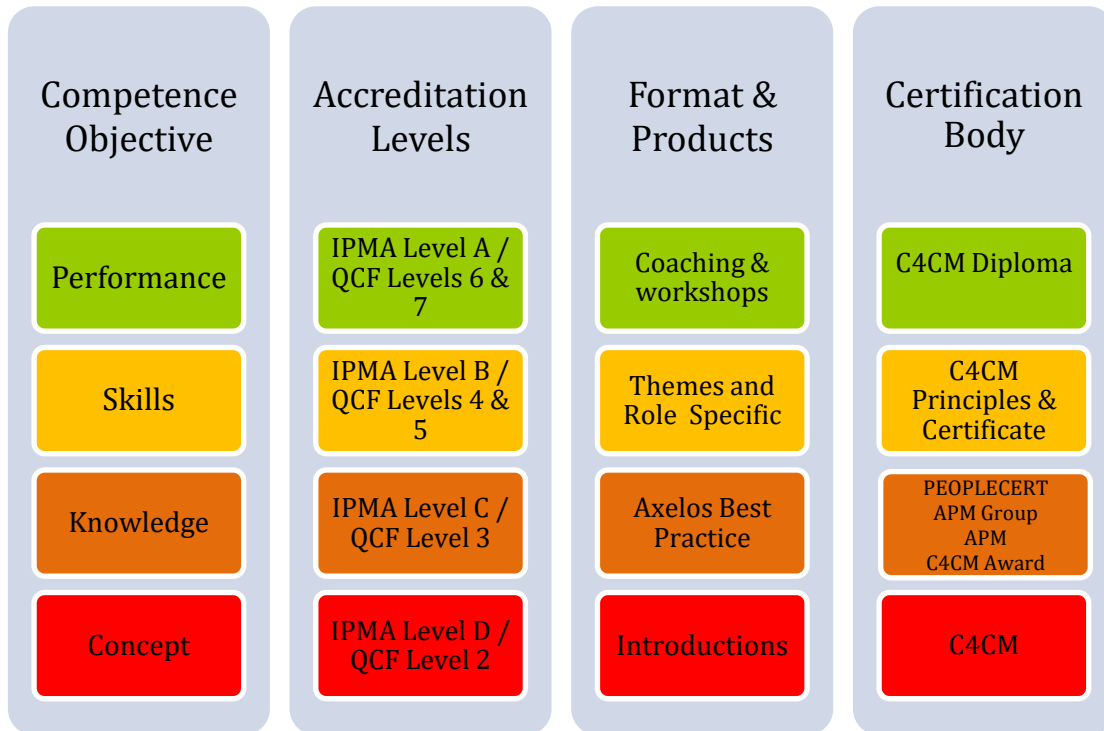 Competence
Objective
Performance
Skills
Knowledge
Concept
Accreditation
Levels
IPMA Level A /
QCF Levels 6 &
7
IPMA Level B /
QCF Levels 4 &
5
IPMA Level C /
QCF Level 3
IPMA Level D /
QCF Level 2
Format &
Products
Coaching &
workshops
Themes and
Role Specific
Axelos Best
Practice
Introductions
Certification
Body
C4CM Diploma
C4CM
Principles &
Certificate
PEOPLECERT
APM Group
APM
C4CM Award
C4CM